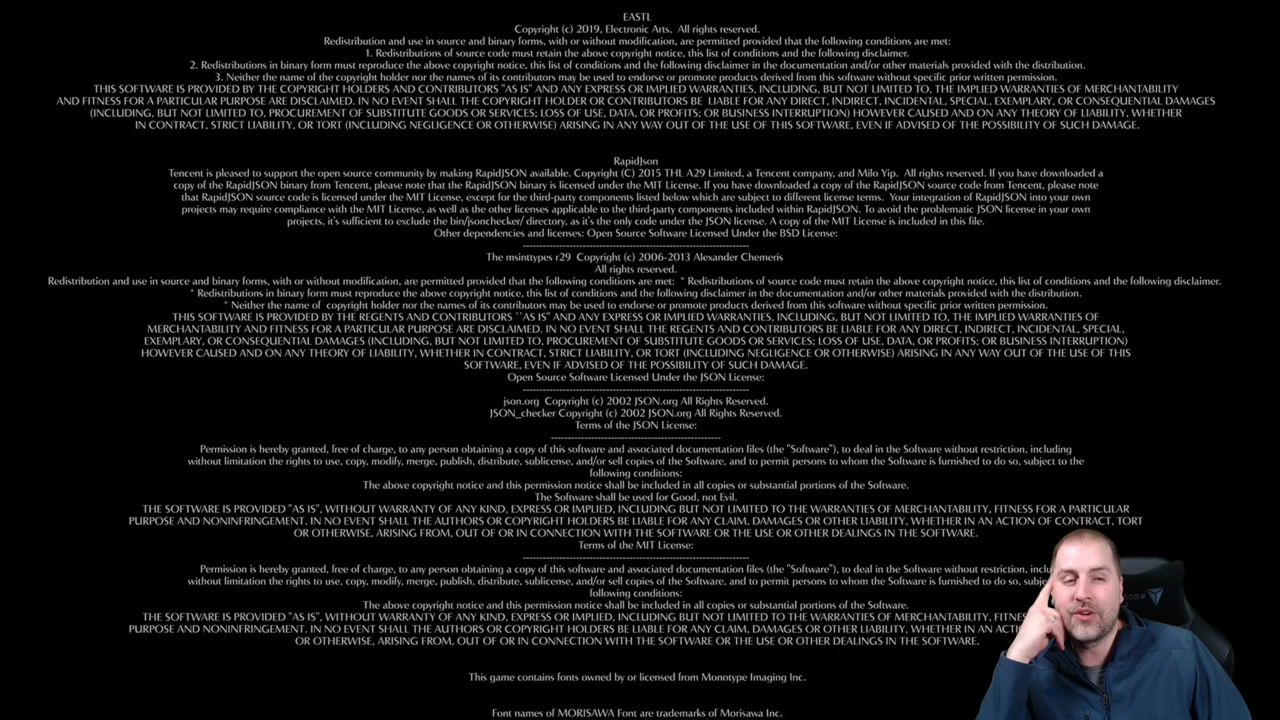 EASTL
Copyright (c) 2019, Electronic Arts, All rights reserved.
Redistribution and use in source and binary forms, with or without modification, are permitted provided that the following conditions are met:
1. Redistributions of source code must retain the above copyright notice, this list of conditions and the following disclaimer.
2. Redistributions in binary form must reproduce the above copyright notice, this list of conditions and the following disclaimer in the documentation and/or other materials provided with the distribution.
3. Neither the name of the copyright holder nor the names of its contributors may be used to endorse or promote products derived from this software without specific prior written permission.
THIS SOFTWARE IS PROVIDED BY THE COPYRIGHT HOLDERS AND CONTRIBUTORS "AS IS" AND ANY EXPRESS OR IMPLIED WARRANTIES, INCLUDING, BUT NOT LIMITED TO, THE IMPLIED WARRANTIES OF MERCHANTABILITY
AND FITNESS FOR A PARTICULAR PURPOSE ARE DISCLAIMED. IN NO EVENT SHALL THE COPYRIGHT HOLDER OR CONTRIBUTORS BE LIABLE FOR ANY DIRECT, INDIRECT, INCIDENTAL, SPECIAL, EXEMPLARY, OR CONSEQUENTIAL DAMAGES
(INCLUDING, BUT NOT LIMITED TO, PROCUREMENT OF SUBSTITUTE GOODS OR SERVICES; LOSS OF USE, DATA, OR PROFITS; OR BUSINESS INTERRUPTION) HOWEVER CAUSED AND ON ANY THEORY OF LIABILITY, WHETHER
IN CONTRACT, STRICT LIABILITY, OR TORT (INCLUDING NEGLIGENCE OR OTHERWISE) ARISING IN ANY WAY OUT OF THE USE OF THIS SOFTWARE, EVEN IF ADVISED OF THE POSSIBILITY OF SUCH DAMAGE.
RapidJson
Tencent is pleased to support the open source community by making RapidJSON available. Copyright (C) 2015 THL A29 Limited, a Tencent company, and Milo Yip. All rights reserved. If you have downloaded a
copy of the RapidJSON binary from Tencent, please note that the RapidJSON binary is licensed under the MIT License. If you have downloaded a copy of the RapidJSON source code from Tencent, please note
that RapidJSON source code is licensed under the MIT License, except for the third-party components listed below which are subject to different license terms. Your integration of RapidJSON into your own
projects may require compliance with the MIT License, as well as the other licenses applicable to the third-party components included within RapidJSON. To avoid the problematic JSON license in your own
projects, it's sufficient to exclude the bin/jsonchecker/ directory, as it's the only code under the JSON license. A copy of the MIT License is included in this file.
Other dependencies and licenses: Open Source Software Licensed Under the BSD License:
--------------------------------------------------------------------
The msinttypes r29 Copyright (c) 2006-2013 Alexander Chemeris
All rights reserved.
Redistribution and use in source and binary forms, with or without modification, are permitted provided that the following conditions are met: * Redistributions of source code must retain the above copyright notice, this list of conditions and the following disclaimer.
* Redistributions in binary form must reproduce the above copyright notice, this list of conditions and the following disclaimer in the documentation and/or other materials provided with the distribution.
* Neither the name of copyright holder nor the names of its contributors may be used to endorse or promote products derived from this software without specific prior written permission.
THIS SOFTWARE IS PROVIDED BY THE REGENTS AND CONTRIBUTORS ``AS IS" AND ANY EXPRESS OR IMPLIED WARRANTIES, INCLUDING, BUT NOT LIMITED TO, THE IMPLIED WARRANTIES OF
MERCHANTABILITY AND FITNESS FOR A PARTICULAR PURPOSE ARE DISCLAIMED. IN NO EVENT SHALL THE REGENTS AND CONTRIBUTORS BE LIABLE FOR ANY DIRECT, INDIRECT, INCIDENTAL, SPECIAL,
EXEMPLARY, OR CONSEQUENTIAL DAMAGES (INCLUDING, BUT NOT LIMITED TO, PROCUREMENT OF SUBSTITUTE GOODS OR SERVICES; LOSS OF USE, DATA, OR PROFITS; OR BUSINESS INTERRUPTION)
HOWEVER CAUSED AND ON ANY THEORY OF LIABILITY, WHETHER IN CONTRACT, STRICT LIABILITY, OR TORT (INCLUDING NEGLIGENCE OR OTHERWISE) ARISING IN ANY WAY OUT OF THE USE OF THIS
SOFTWARE, EVEN IF ADVISED OF THE POSSIBILITY OF SUCH DAMAGE.
Open Source Software Licensed Under the JSON License:
--------------------------------------------------------------------
json.org Copyright (c) 2002 JSON.org All Rights Reserved.
JSON_checker Copyright (c) 2002 JSON.org All Rights Reserved.
Terms of the JSON License:
---------------------------------------------------
Permission is hereby granted, free of charge, to any person obtaining a copy of this software and associated documentation files (the "Software"), to deal in the Software without restriction, including
without limitation the rights to use, copy, modify, merge, publish, distribute, sublicense, and/or sell copies of the Software, and to permit persons to whom the Software is furnished to do so, subject to the
following conditions:
The above copyright notice and this permission notice shall be included in all copies or substantial portions of the Software.
The Software shall be used for Good, not Evil.
THE SOFTWARE IS PROVIDED "AS IS", WITHOUT WARRANTY OF ANY KIND, EXPRESS OR IMPLIED, INCLUDING BUT NOT LIMITED TO THE WARRANTIES OF MERCHANTABILITY, FITNESS FOR A PARTICULAR
PURPOSE AND NONINFRINGEMENT. IN NO EVENT SHALL THE AUTHORS OR COPYRIGHT HOLDERS BE LIABLE FOR ANY CLAIM, DAMAGES OR OTHER LIABILITY, WHETHER IN AN ACTION OF CONTRACT, TORT
OR OTHERWISE, ARISING FROM, OUT OF OR IN CONNECTION WITH THE SOFTWARE OR THE USE OR OTHER DEALINGS IN THE SOFTWARE.
Terms of the MIT License:
--------------------------------------------------------------------
Permission is hereby granted, free of charge, to any person obtaining a copy of this software and associated documentation files (the "Software"), to deal in the Software without restriction,
without limitation the rights to use, copy, modify, merge, publish, distribute, sublicense, and/or sell copies of the Software, and to permit persons to whom the Software is furnished to do so,
following conditions:
The above copyright notice and this permission notice shall be included in all copies or substantial portions of the Software.
THE SOFTWARE IS PROVIDED "AS IS", WITHOUT WARRANTY OF ANY KIND, EXPRESS OR IMPLIED, INCLUDING BUT NOT LIMITED TO THE WARRANTIES OF MERCHANTABILITY,
PURPOSE AND NONINFRINGEMENT. IN NO EVENT SHALL THE AUTHORS OR COPYRIGHT HOLDERS BE LIABLE FOR ANY CLAIM, DAMAGES OR OTHER LIABILITY, WHETHER IN AN
OR OTHERWISE, ARISING FROM, OUT OF OR IN CONNECTION WITH THE SOFTWARE OR THE USE OR OTHER DEALINGS IN THE SOFTWARE.
This game contains fonts owned by or licensed from Monotype Imaging Inc.
Font names of MORISAWA Font are trademarks of Morisawa Inc.